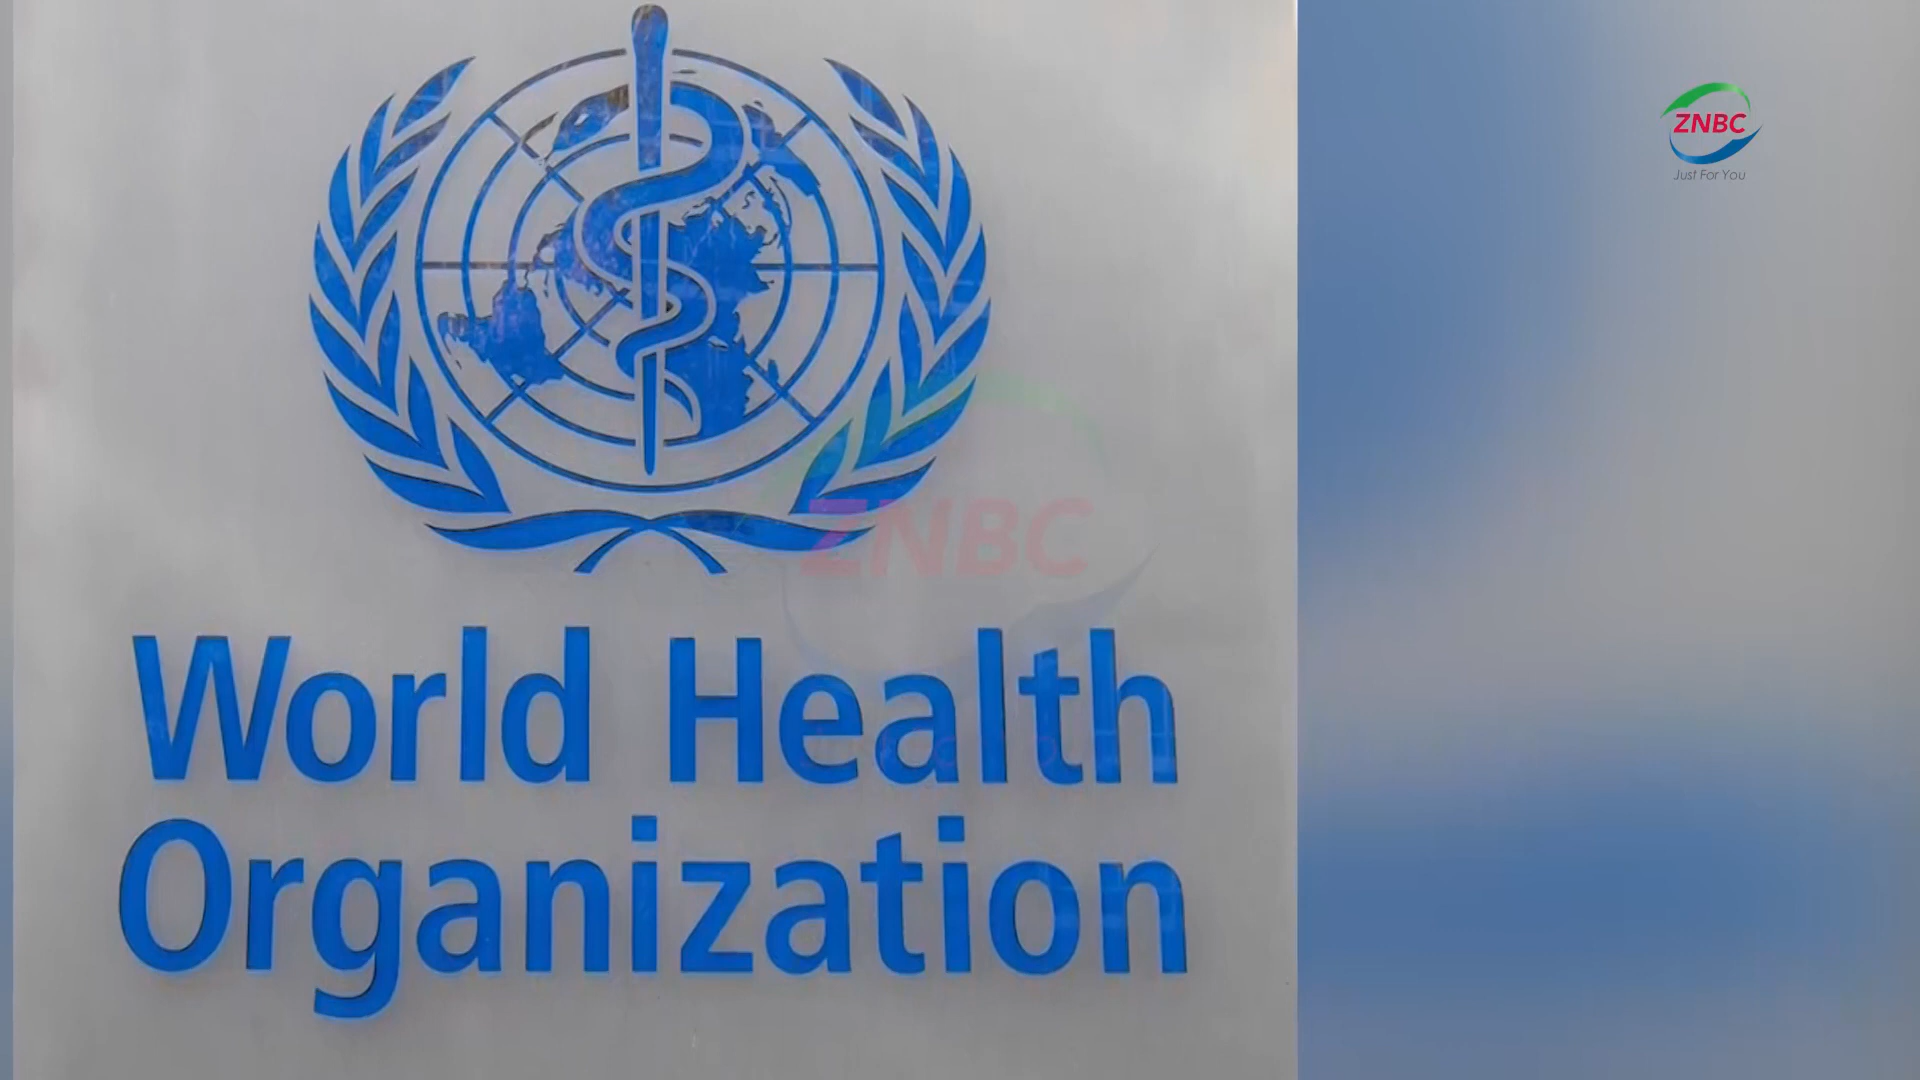 ZNBC
Just For You
ZNBC
World Health
Organization